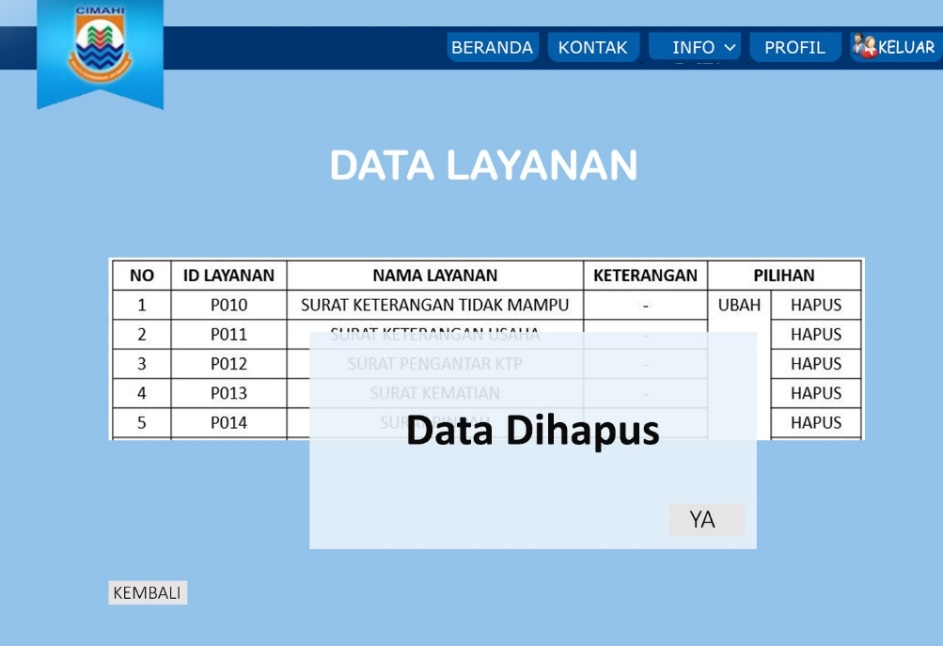 CIMAHI
BERANDA KONTAK INFO PROFIL KELUAR
DATA LAYANAN
NO ID LAYANAN NAMA LAYANAN KETERANGAN PILIHAN
1 P010 SURAT KETERANGAN TIDAK MAMPU - UBAH HAPUS
2 P011 SURAT KETERANGAN USAHA - HAPUS
3 P012 SURAT PENGANTAR KTP - HAPUS
4 P013 SURAT KEMATIAN - HAPUS
5 P014 HAPUS
Data Dihapus
YA
KEMBALI